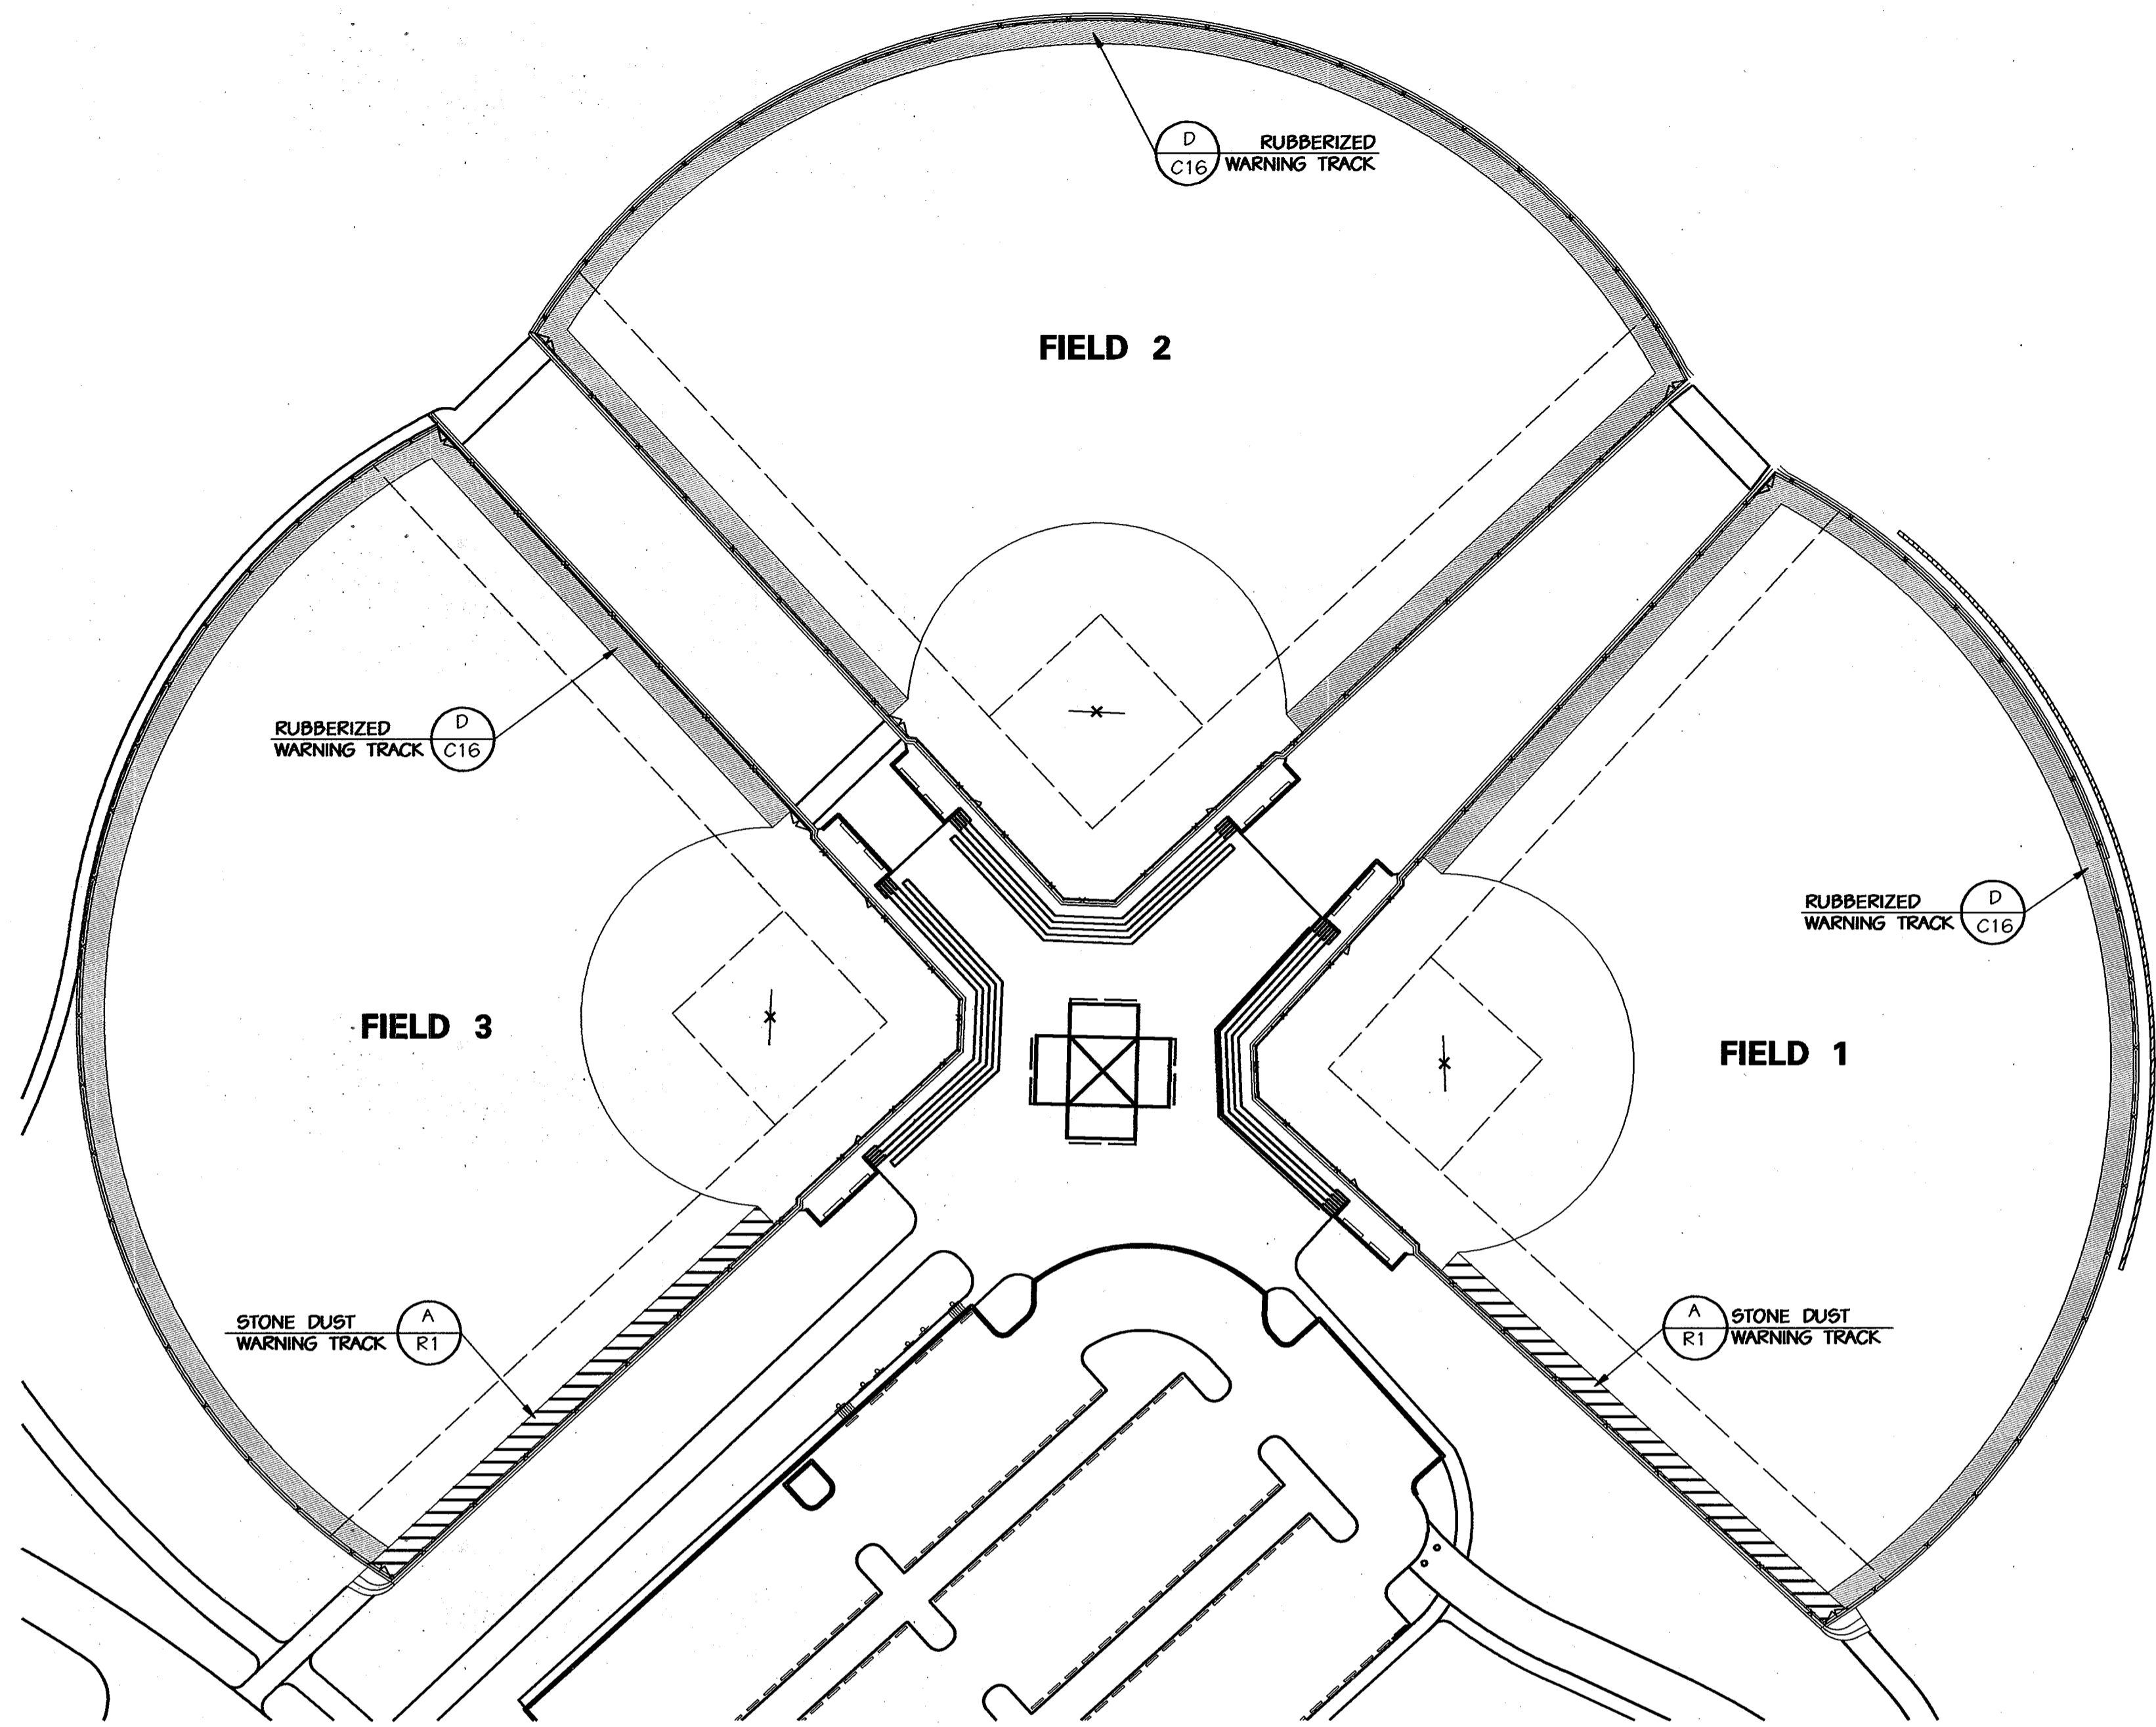 D
C16
RUBBERIZED
WARNING TRACK
FIELD 2
RUBBERIZED
WARNING TRACK
D
C16
RUBBERIZED
WARNING TRACK
D
C16
FIELD 3
FIELD 1
STONE DUST
WARNING TRACK
A
R1
A
R1
STONE DUST
WARNING TRACK